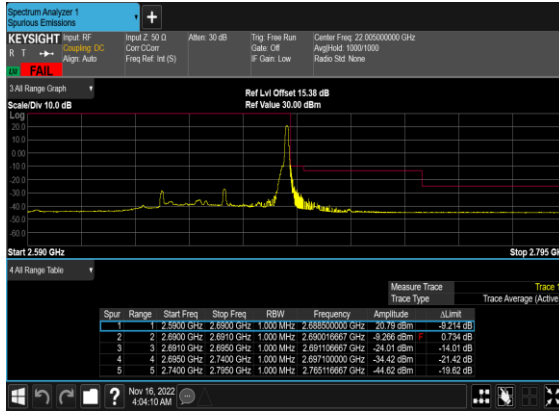 Spectrum Analyzer 1
Spurious Emissions
+
KEYSIGHT Input: RF Input Z: 50 Ω Atten: 30 dB Trig: Free Run Center Freq: 22.005000000 GHz
R T Coupling: DC Corr CCorr Gate: Off Avg|Hold: 1000/1000
Align: Auto Freq Ref: Int (S) IF Gain: Low Radio Std: None
LV FAIL
3 All Range Graph
Ref Lvl Offset 15.38 dB
Scale/Div 10.0 dB Ref Value 30.00 dBm
Log
20.0
10.0
0.00
-10.0
-20.0
-30.0
-40.0
-50.0
-60.0
Start 2.590 GHz Stop 2.795 GH
4 All Range Table
Measure Trace Trace 1
Trace Type Trace Average (Active
Spur Range Start Freq Stop Freq RBW Frequency Amplitude ΔLimit
1 1 2.5900 GHz 2.6900 GHz 1.000 MHz 2.688500000 GHz 20.79 dBm -9.214 dB
2 2 2.6900 GHz 2.6910 GHz 1.000 MHz 2.690016667 GHz -9.266 dBm F 0.734 dB
3 3 2.6910 GHz 2.6950 GHz 1.000 MHz 2.691106667 GHz -24.01 dBm -14.01 dB
4 4 2.6950 GHz 2.7400 GHz 1.000 MHz 2.697100000 GHz -34.42 dBm -21.42 dB
5 5 2.7400 GHz 2.7950 GHz 1.000 MHz 2.765116667 GHz -44.62 dBm -19.62 dB
? Nov 16, 2022
4:04:10 AM